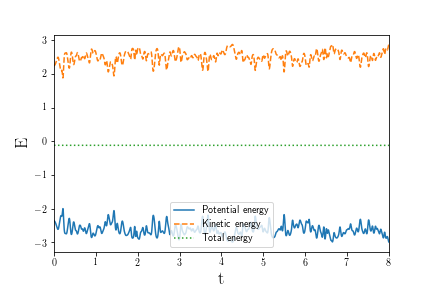 3
2
1
0
−1
−2
−3
E
Potential energy
Kinetic energy
Total energy
0 1 2 3 4 5 6 7 8
t